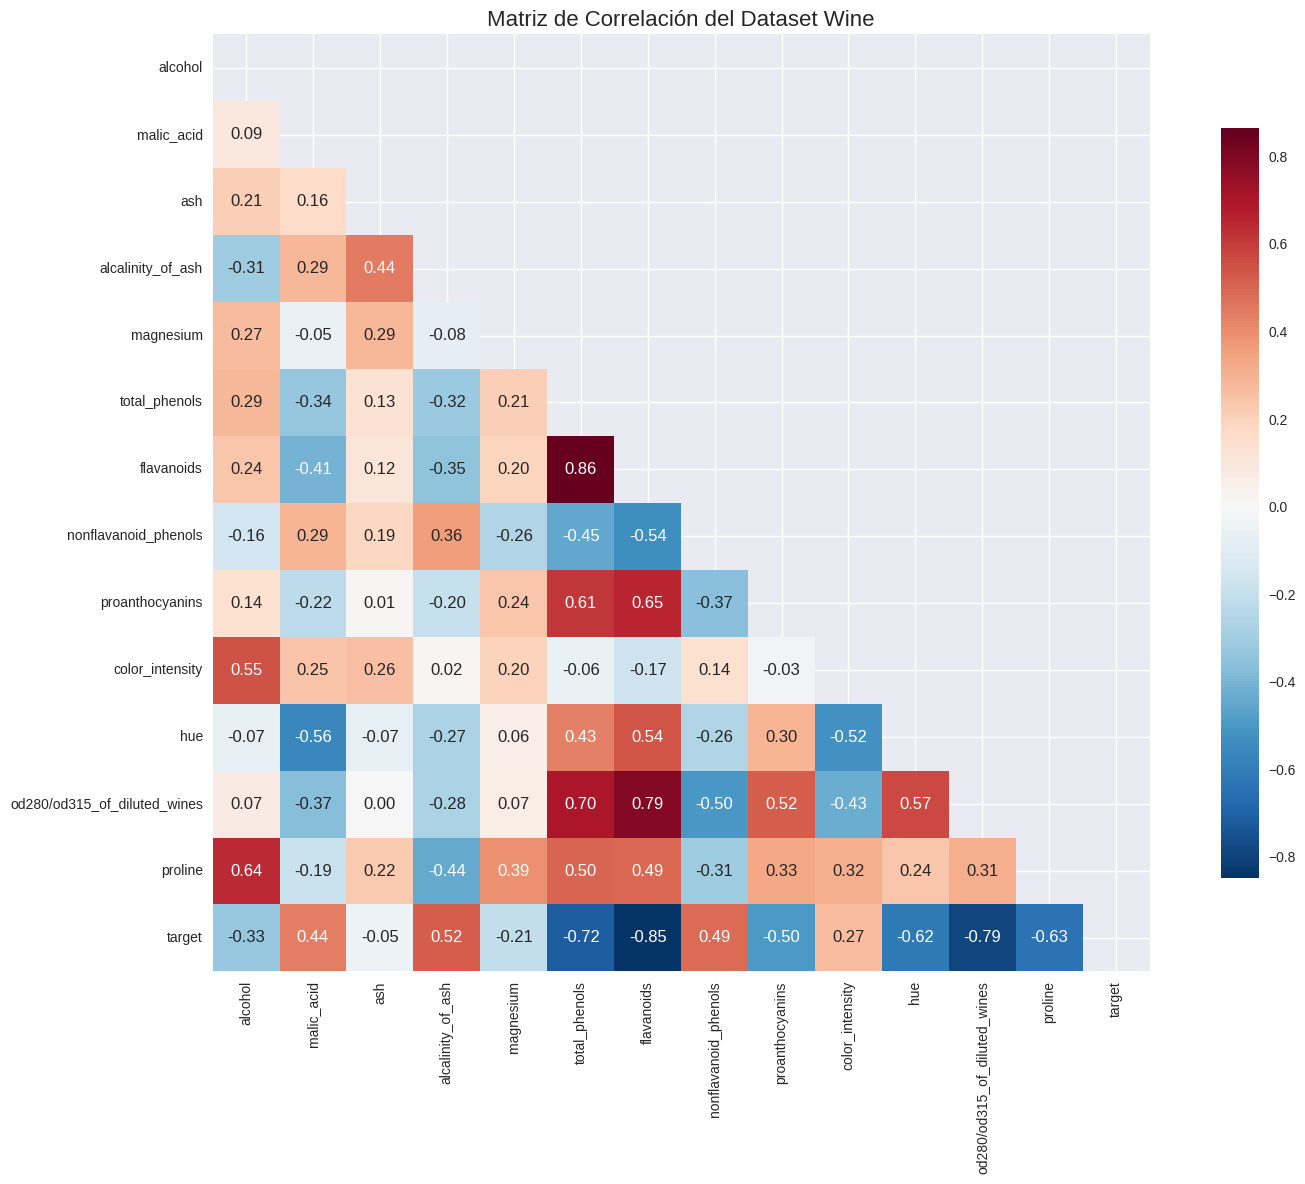 Matriz de Correlación del Dataset Wine
alcohol
malic_acid 0.09
ash 0.21 0.16
alcalinity_of_ash -0.31 0.29 0.44
magnesium 0.27 -0.05 0.29 -0.08
total_phenols 0.29 -0.34 0.13 -0.32 0.21
flavanoids 0.24 -0.41 0.12 -0.35 0.20 0.86
nonflavanoid_phenols -0.16 0.29 0.19 0.36 -0.26 -0.45 -0.54
proanthocyanins 0.14 -0.22 0.01 -0.20 0.24 0.61 0.65 -0.37
color_intensity 0.55 0.25 0.26 0.02 0.20 -0.06 -0.17 0.14 -0.03
hue -0.07 -0.56 -0.07 -0.27 0.06 0.43 0.54 -0.26 0.30 -0.52
od280/od315_of_diluted_wines 0.07 -0.37 0.00 -0.28 0.07 0.70 0.79 -0.50 0.52 -0.43 0.57
proline 0.64 -0.19 0.22 -0.44 0.39 0.50 0.49 -0.31 0.33 0.32 0.24 0.31
target -0.33 0.44 -0.05 0.52 -0.21 -0.72 -0.85 0.49 -0.50 0.27 -0.62 -0.79 -0.63
alcohol
malic_acid
ash
alcalinity_of_ash
magnesium
total_phenols
flavanoids
nonflavanoid_phenols
proanthocyanins
color_intensity
hue
od280/od315_of_diluted_wines
proline
target
0.8
0.6
0.4
0.2
0.0
−0.2
−0.4
−0.6
−0.8